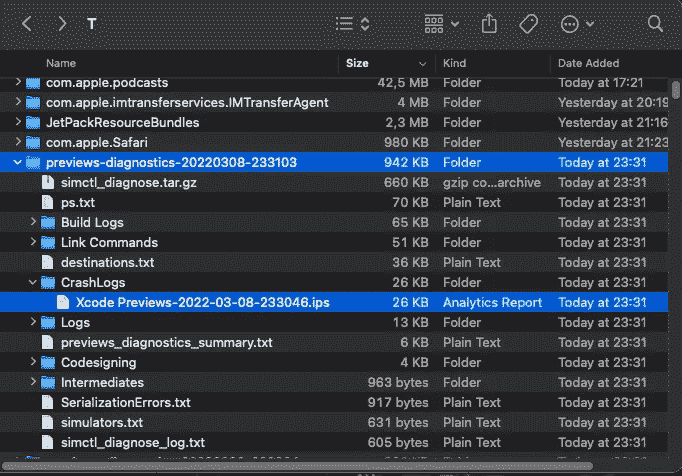 T
Name Size Kind Date Added
com.apple.podcasts 42,5 MB Folder Today at 17:21
com.apple.imtransferservices.IMTransferAgent 4 MB Folder Yesterday at 20:19
JetPackResourceBundles 2,3 MB Folder Yesterday at 21:16
com.apple.Safari 980 KB Folder Yesterday at 21:23
previews-diagnostics-20220308-233103 942 KB Folder Today at 23:31
simctl_diagnose.tar.gz 660 KB gzip co...archive Today at 23:31
ps.txt 70 KB Plain Text Today at 23:31
Build Logs 65 KB Folder Today at 23:31
Link Commands 51 KB Folder Today at 23:31
destinations.txt 36 KB Plain Text Today at 23:31
CrashLogs 26 KB Folder Today at 23:31
Xcode Previews-2022-03-08-233046.ips 26 KB Analytics Report Today at 23:31
Logs 13 KB Folder Today at 23:31
previews_diagnostics_summary.txt 6 KB Plain Text Today at 23:31
Codesigning 4 KB Folder Today at 23:31
Intermediates 963 bytes Folder Today at 23:31
SerializationErrors.txt 917 bytes Plain Text Today at 23:31
simulators.txt 631 bytes Plain Text Today at 23:31
simctl_diagnose_log.txt 605 bytes Plain Text Today at 23:31